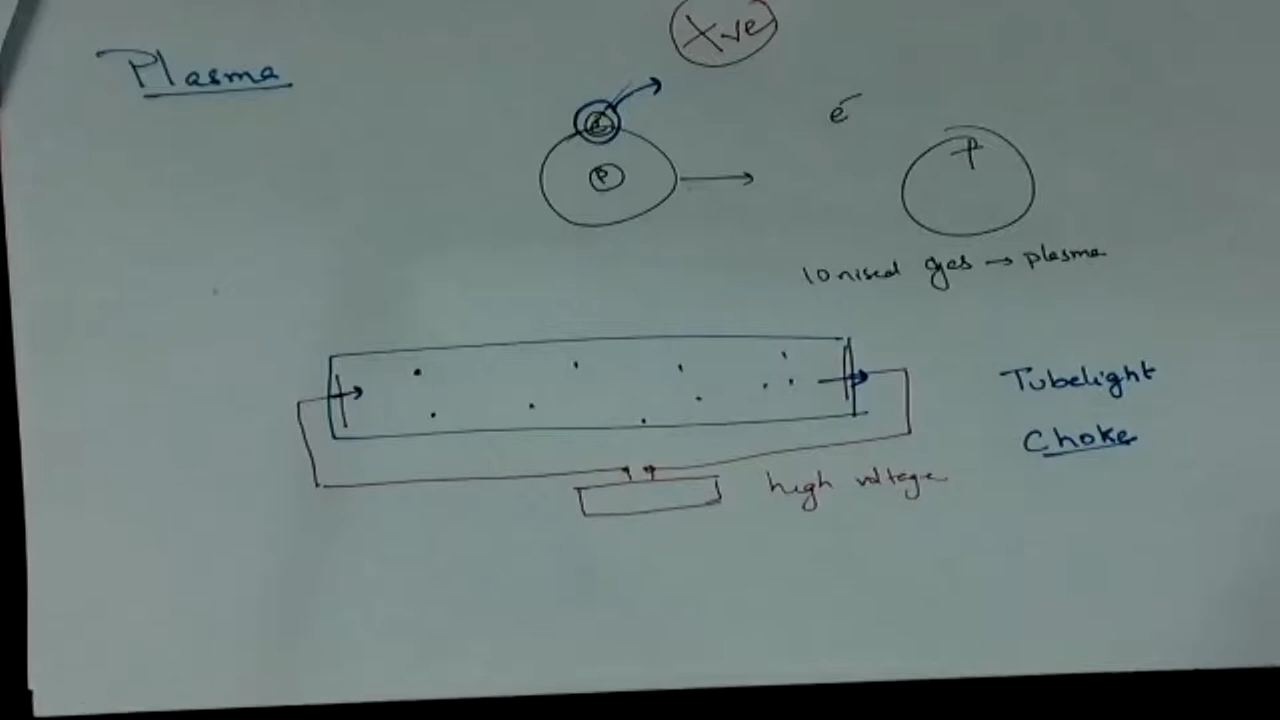 Plasma
X ve
e⁻
P
P
Ionised gas → plasma
Tubelight
Choke
high voltage